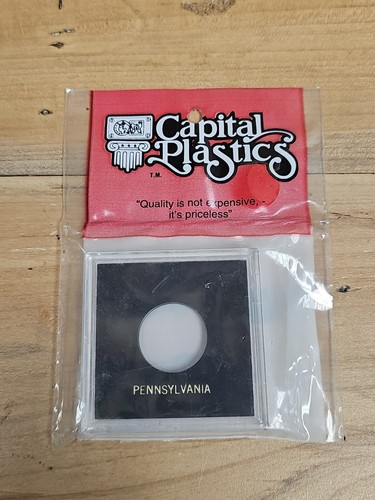 Capital
Plastics
T.M.
"Quality is not expensive, -
it's priceless"
PENNSYLVANIA